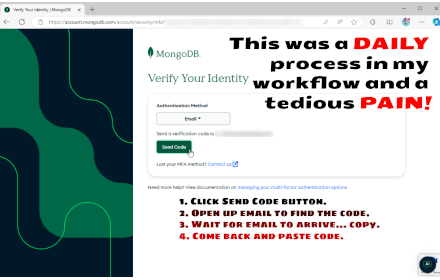 Verify Your Identity | MongoDB
https://account.mongodb.com/account/security/mfa/
This was a DAILY
process in my
workflow and a
tedious PAIN!
MongoDB.
Verify Your Identity
Authentication Method
Email
Send a verification code to
Send Code
Lost your MFA method? Contact us
Need more help? View documentation on managing your multi-factor authentication options
1. Click Send Code button.
2. Open up email to find the code.
3. Wait for email to arrive... copy.
4. Come back and paste code.